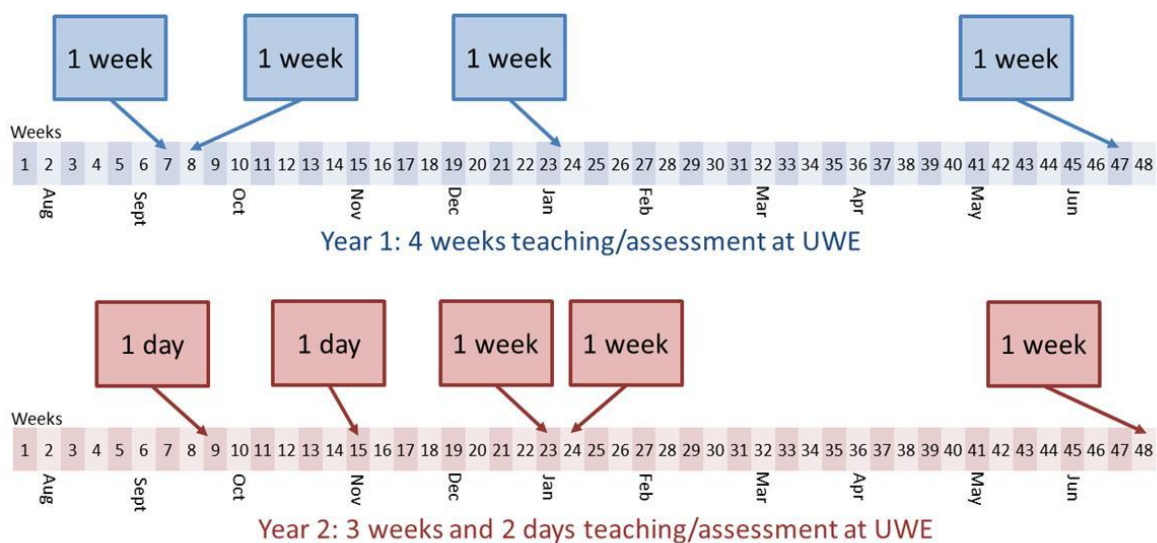 1 week 1 week 1 week 1 week
Weeks
1 2 3 4 5 6 7 8 9 10 11 12 13 14 15 16 17 18 19 20 21 22 23 24 25 26 27 28 29 30 31 32 33 34 35 36 37 38 39 40 41 42 43 44 45 46 47 48
Aug Sept Oct Nov Dec Jan Feb Mar Apr May Jun
Year 1: 4 weeks teaching/assessment at UWE
1 day 1 day 1 week 1 week 1 week
Weeks
1 2 3 4 5 6 7 8 9 10 11 12 13 14 15 16 17 18 19 20 21 22 23 24 25 26 27 28 29 30 31 32 33 34 35 36 37 38 39 40 41 42 43 44 45 46 47 48
Aug Sept Oct Nov Dec Jan Feb Mar Apr May Jun
Year 2: 3 weeks and 2 days teaching/assessment at UWE